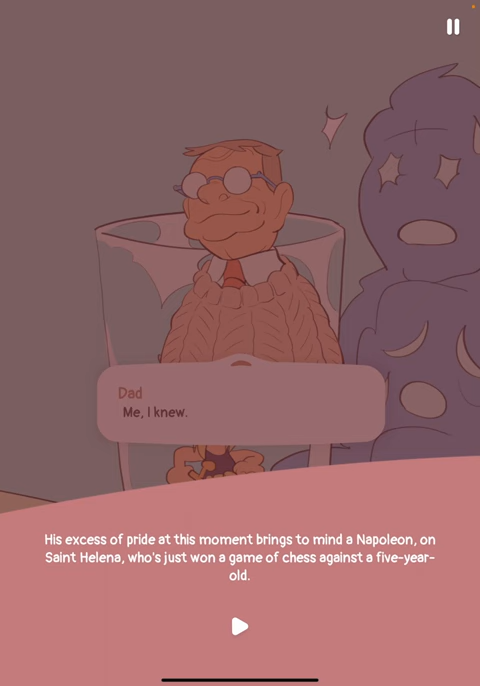 Dad
Me, I knew.
His excess of pride at this moment brings to mind a Napoleon, on
Saint Helena, who's just won a game of chess against a five-year-
old.